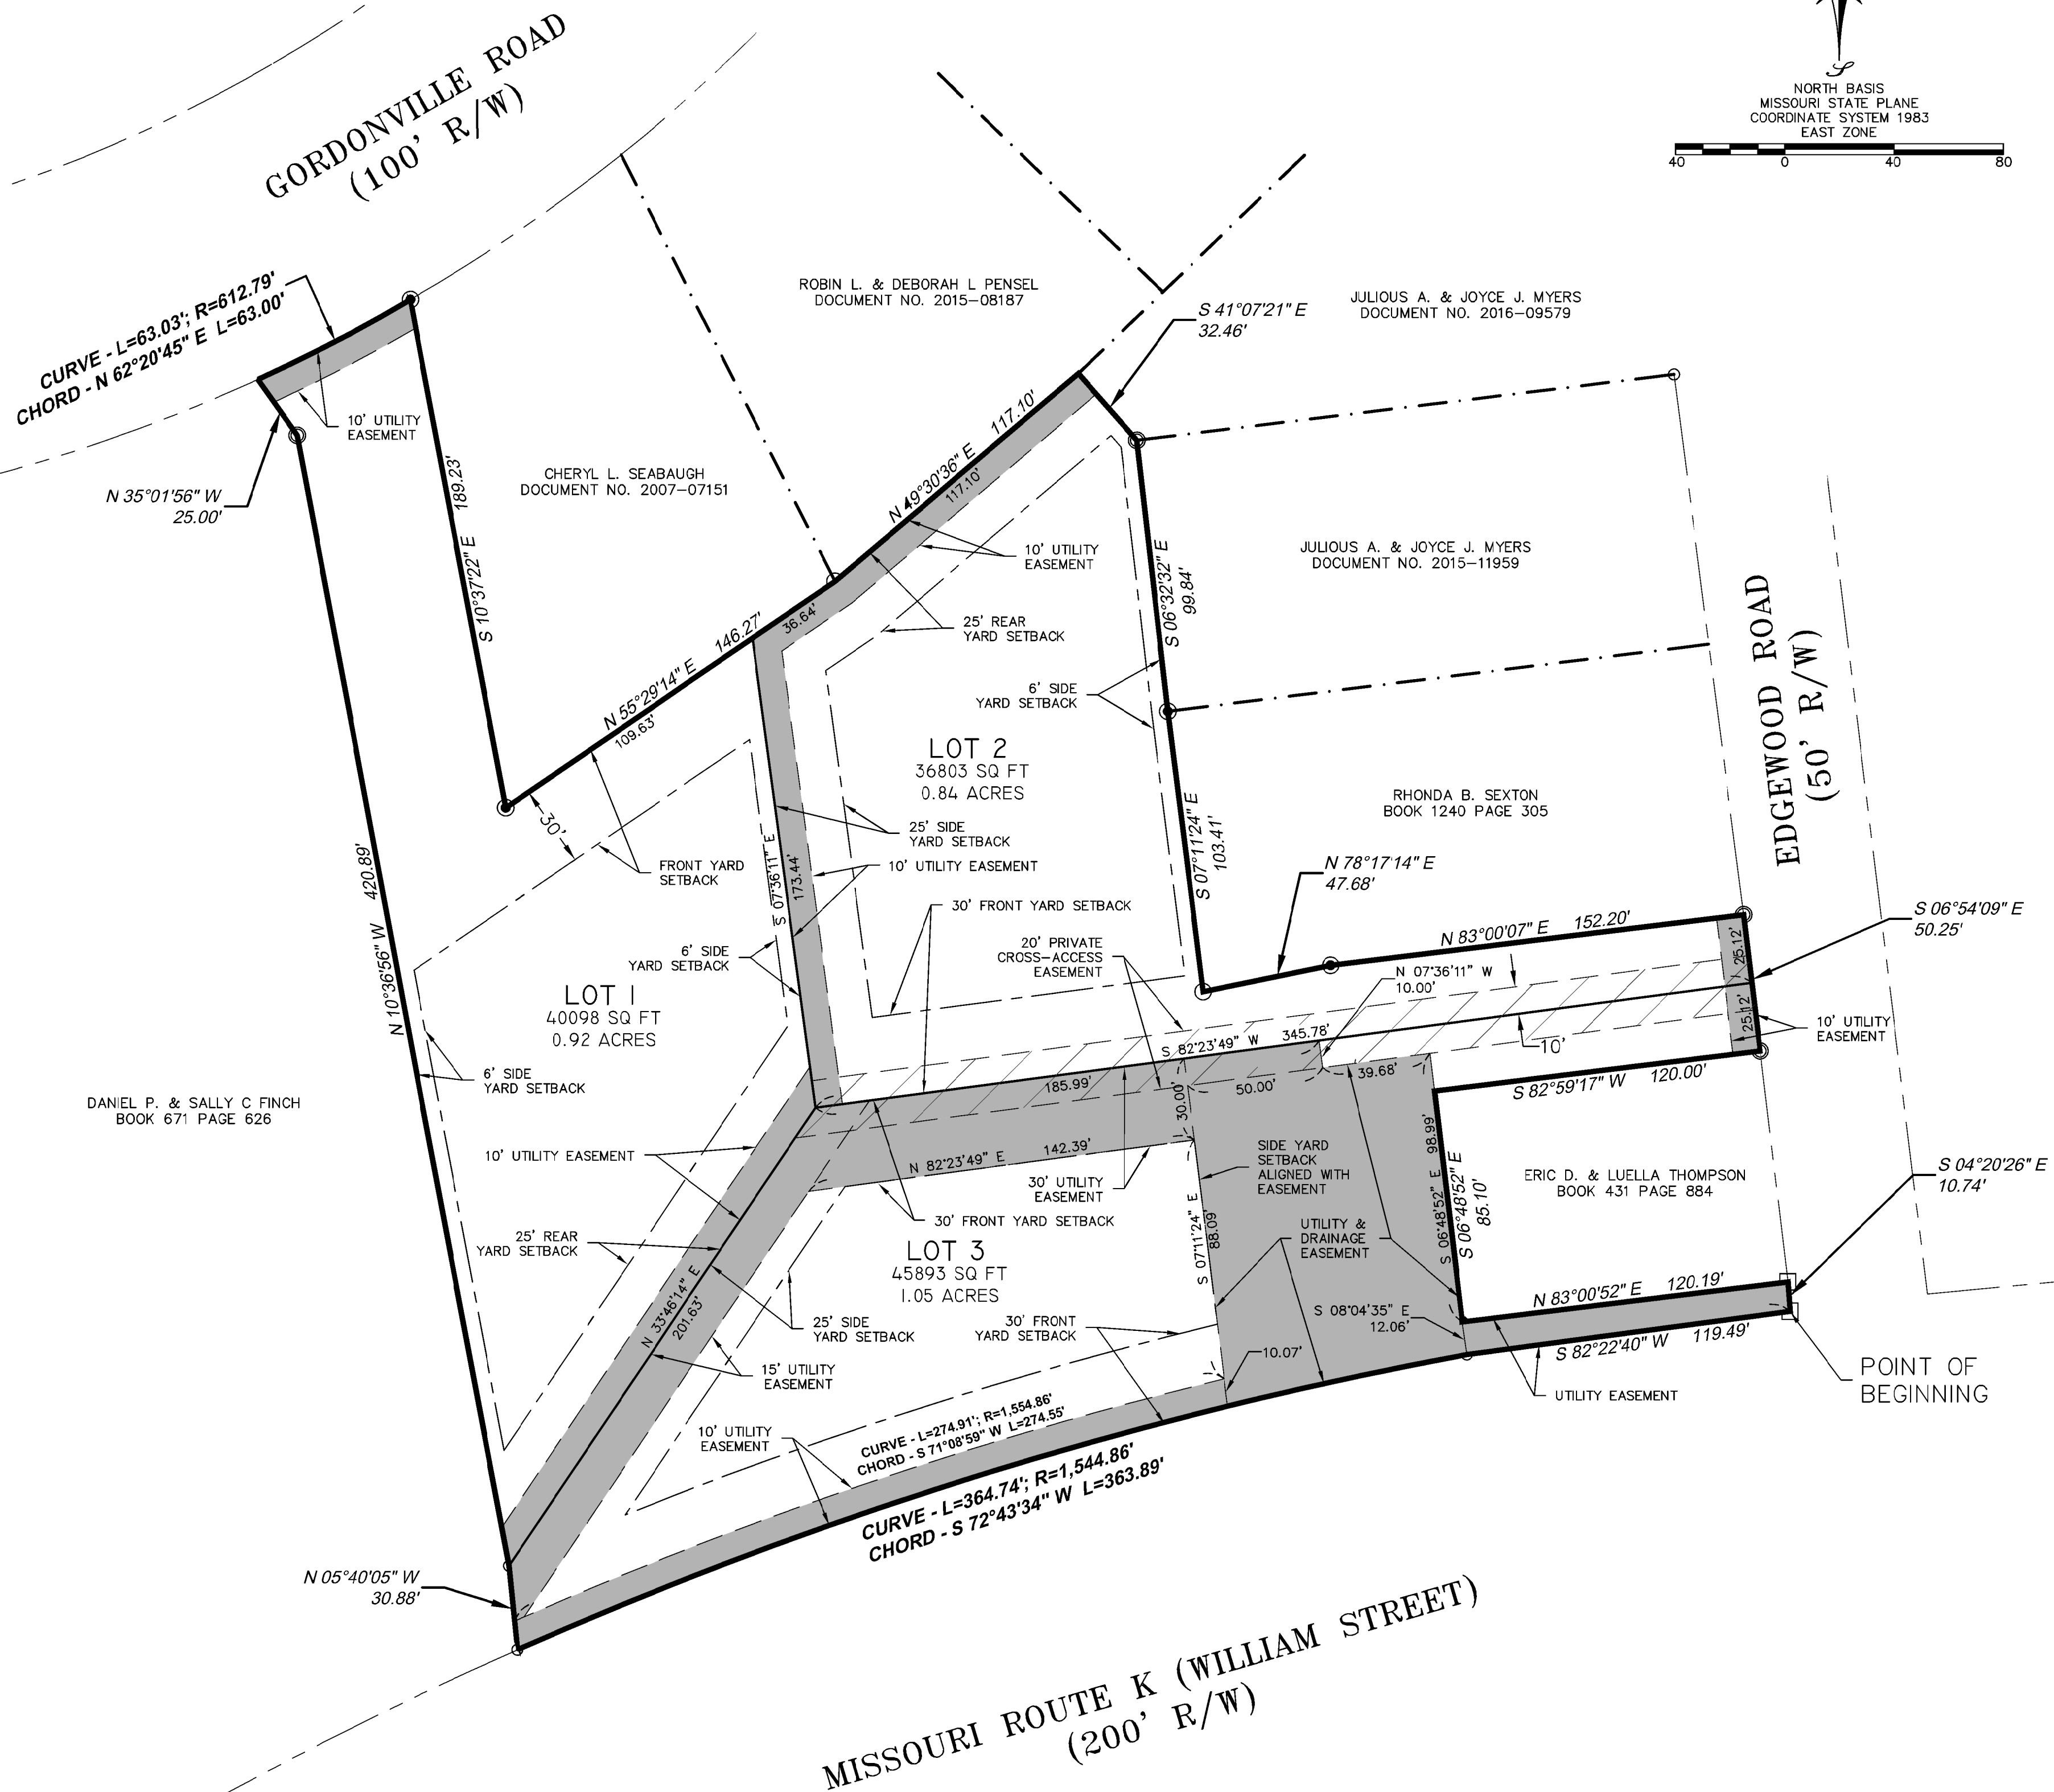 GORDONVILLE ROAD
(100' R/W)
NORTH BASIS
MISSOURI STATE PLANE
COORDINATE SYSTEM 1983
EAST ZONE
40 0 40 80
CURVE - L=63.03'; R=612.79'
CHORD - N 62°20'45" E L=63.00'
10' UTILITY
EASEMENT
N 35°01'56" W
25.00'
S 10°37'22" E 189.23'
CHERYL L. SEABAUGH
DOCUMENT NO. 2007-07151
ROBIN L. & DEBORAH L PENSEL
DOCUMENT NO. 2015-08187
S 41°07'21" E
32.46'
JULIOUS A. & JOYCE J. MYERS
DOCUMENT NO. 2016-09579
N 49°30'36" E 117.10'
117.10'
10' UTILITY
EASEMENT
25' REAR
YARD SETBACK
S 06°32'32" E
99.84'
JULIOUS A. & JOYCE J. MYERS
DOCUMENT NO. 2015-11959
EDGEWOOD ROAD
(50' R/W)
N 55°29'14" E 146.27'
109.63'
36.64'
6' SIDE
YARD SETBACK
LOT 2
36803 SQ FT
0.84 ACRES
30'
FRONT YARD
SETBACK
S 07°36'11" E
173.44'
25' SIDE
YARD SETBACK
10' UTILITY EASEMENT
S 07°11'24" E
103.41'
RHONDA B. SEXTON
BOOK 1240 PAGE 305
N 78°17'14" E
47.68'
30' FRONT YARD SETBACK
20' PRIVATE
CROSS-ACCESS
EASEMENT
N 83°00'07" E 152.20'
S 06°54'09" E
50.25'
N 07°36'11" W
10.00'
25.12'
25.12'
10' UTILITY
EASEMENT
10'
N 10°36'56" W 420.89'
6' SIDE
YARD SETBACK
LOT 1
40098 SQ FT
0.92 ACRES
6' SIDE
YARD SETBACK
DANIEL P. & SALLY C FINCH
BOOK 671 PAGE 626
S 82°23'49" W 345.78'
185.99'
50.00'
39.68'
30.00'
S 82°59'17" W 120.00'
10' UTILITY EASEMENT
N 82°23'49" E 142.39'
30' UTILITY
EASEMENT
30' FRONT YARD SETBACK
SIDE YARD
SETBACK
ALIGNED WITH
EASEMENT
S 06°48'52" E 98.99'
S 06°48'52" E
85.10'
ERIC D. & LUELLA THOMPSON
BOOK 431 PAGE 884
S 04°20'26" E
10.74'
25' REAR
YARD SETBACK
LOT 3
45893 SQ FT
1.05 ACRES
S 07°11'24" E
88.09'
UTILITY &
DRAINAGE
EASEMENT
N 83°00'52" E 120.19'
S 08°04'35" E
12.06'
S 82°22'40" W 119.49'
N 33°46'14" E
201.63'
25' SIDE
YARD SETBACK
30' FRONT
YARD SETBACK
10.07'
15' UTILITY
EASEMENT
UTILITY EASEMENT
POINT OF
BEGINNING
10' UTILITY
EASEMENT
CURVE - L=274.91'; R=1,554.86'
CHORD - S 71°08'59" W L=274.55'
CURVE - L=364.74'; R=1,544.86'
CHORD - S 72°43'34" W L=363.89'
N 05°40'05" W
30.88'
MISSOURI ROUTE K (WILLIAM STREET)
(200' R/W)